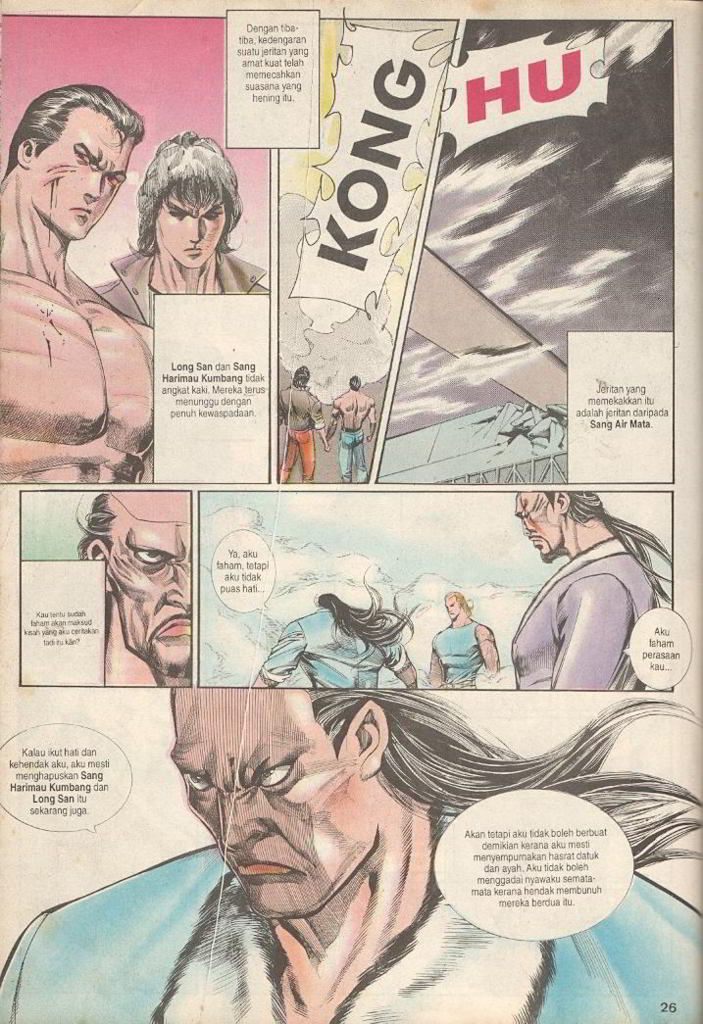 Dengan tiba-
tiba, kedengaran
suatu jeritan yang
amat kuat telah
memecahkan
suasana yang
hening itu.
KONG
HU
Long San dan Sang
Harimau Kumbang tidak
angkat kaki. Mereka terus
menunggu dengan
penuh kewaspadaan.
Jeritan yang
memekakkan itu
adalah jeritan daripada
Sang Air Mata.
Kau tentu sudah
faham akan maksud
kisah yang aku ceritakan
tadi itu kan?
Ya, aku
faham, tetapi
aku tidak
puas hati...
Aku
faham
perasaan
kau...
Kalau ikut hati dan
kehendak aku, aku mesti
menghapuskan Sang
Harimau Kumbang dan
Long San itu
sekarang juga.
Akan tetapi aku tidak boleh berbuat
demikian kerana aku mesti
menyempurnakan hasrat datuk
dan ayah. Aku tidak boleh
menggadai nyawaku semata-
mata kerana hendak membunuh
mereka berdua itu.
26